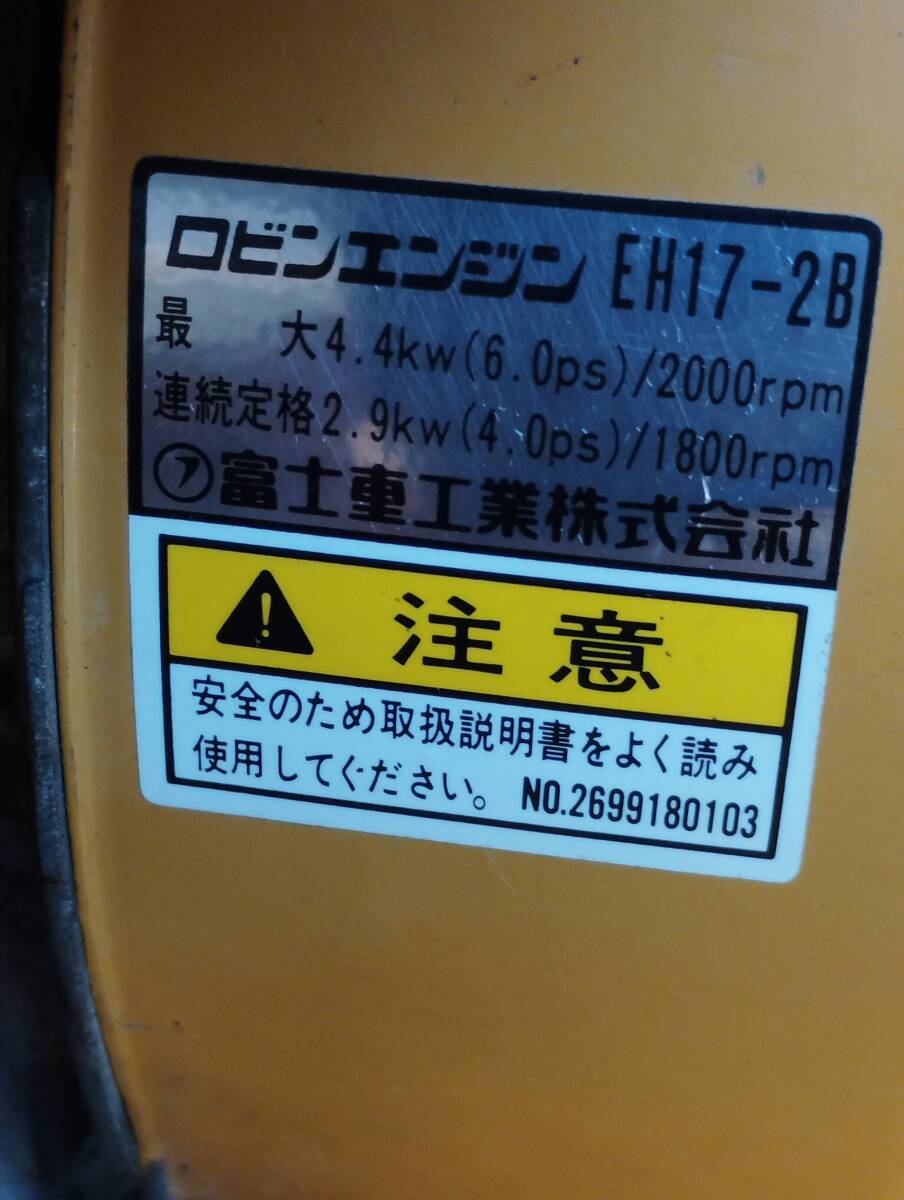 ロビンエンジン EH17-2B
最 大4.4kw(6.0ps)/2000rpm
連続定格2.9kw(4.0ps)/1800rpm
㋐富士重工業株式会社
注意
安全のため取扱説明書をよく読み
使用してください。 NO.2699180103